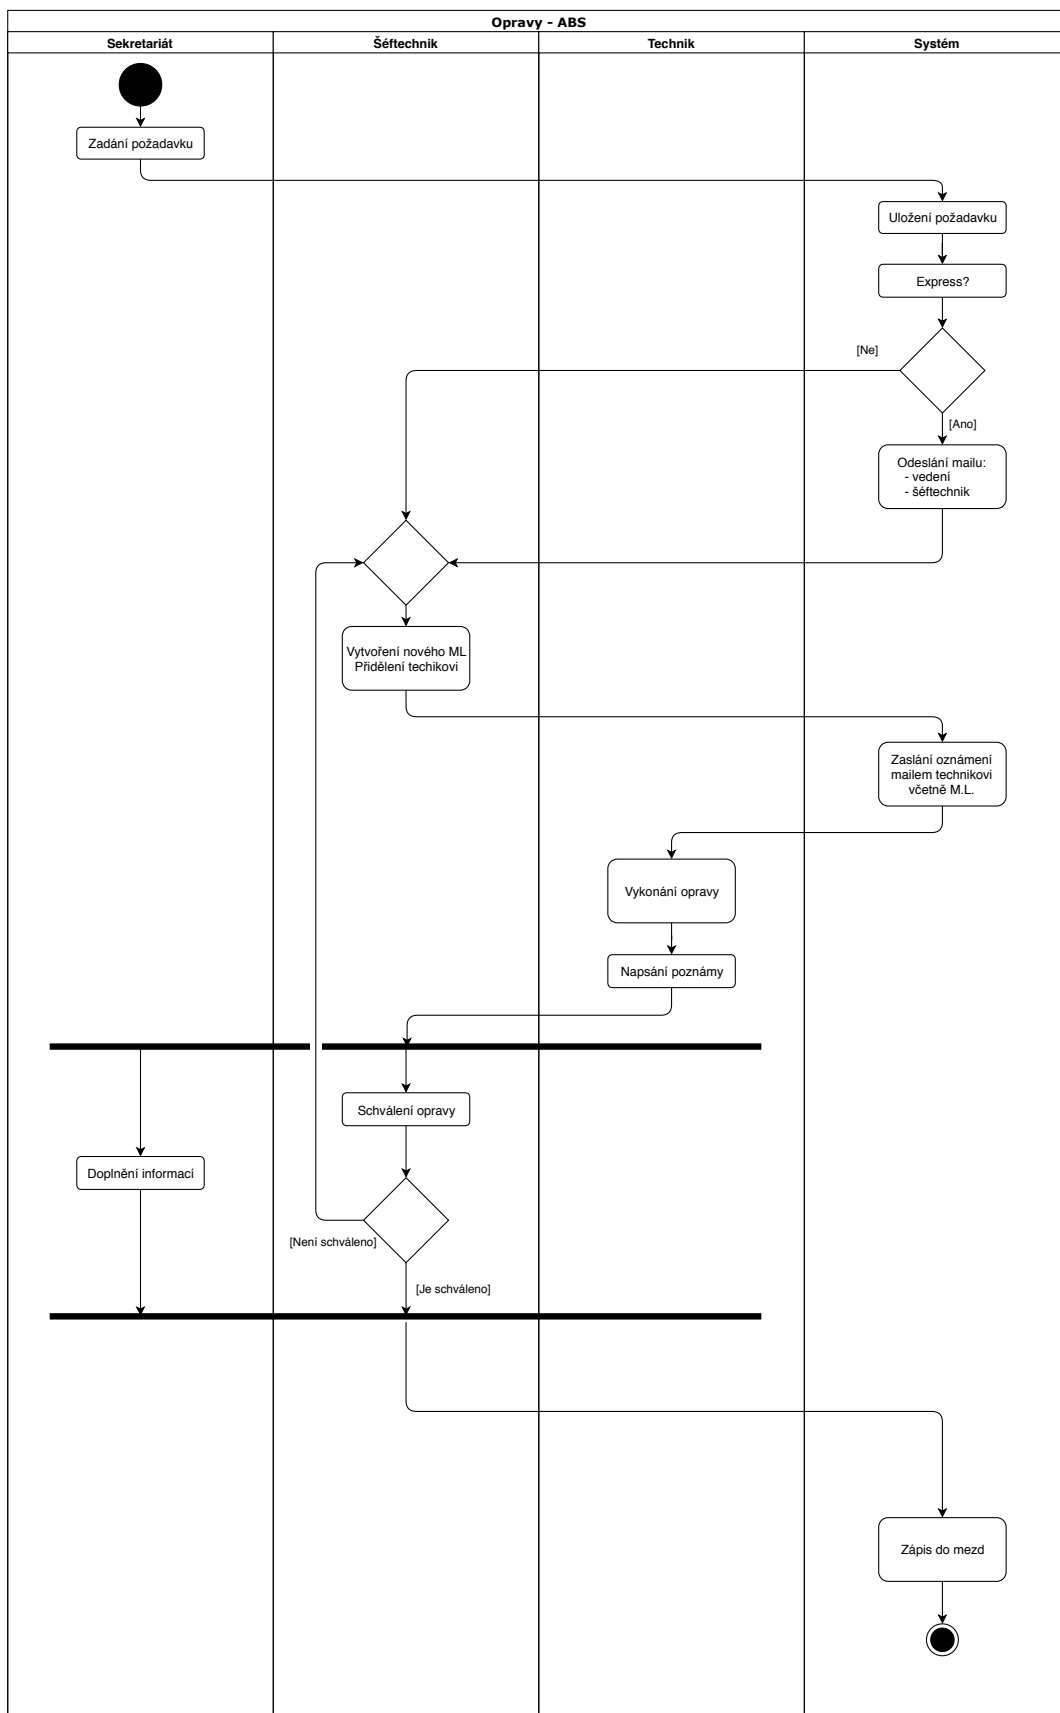 Opravy - ABS
Sekretariát
Šéftechnik
Technik
Systém
Zadání požadavku
Uložení požadavku
Express?
[Ne]
[Ano]
Odeslání mailu:
- vedení
- šéftechnik
Vytvoření nového ML
Přidělení techikovi
Zaslání oznámení
mailem technikovi
včetně M.L.
Vykonání opravy
Napsání poznámy
Schválení opravy
Doplnění informací
[Není schváleno]
[Je schváleno]
Zápis do mezd